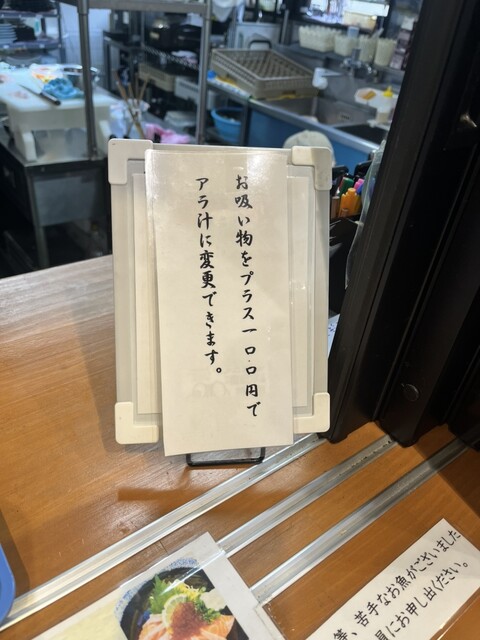 お吸い物をプラス一〇〇円で
アラ汁に変更できます。
等、苦手なお魚がございました
員にお申し出ください。